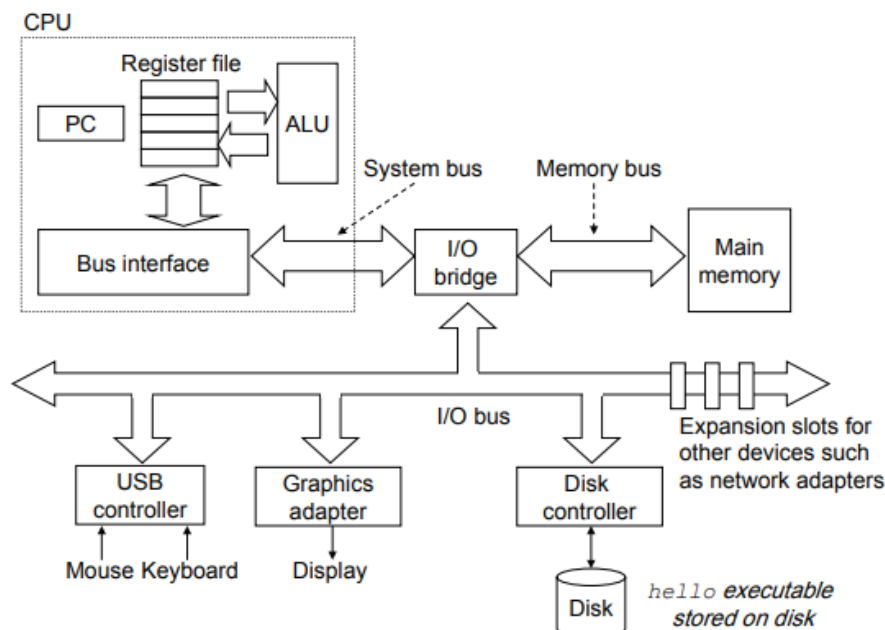 CPU
Register file
PC
ALU
System bus
Memory bus
Bus interface
I/O
bridge
Main
memory
I/O bus
Expansion slots for
other devices such
as network adapters
USB
controller
Graphics
adapter
Disk
controller
Mouse Keyboard
Display
Disk
hello executable
stored on disk